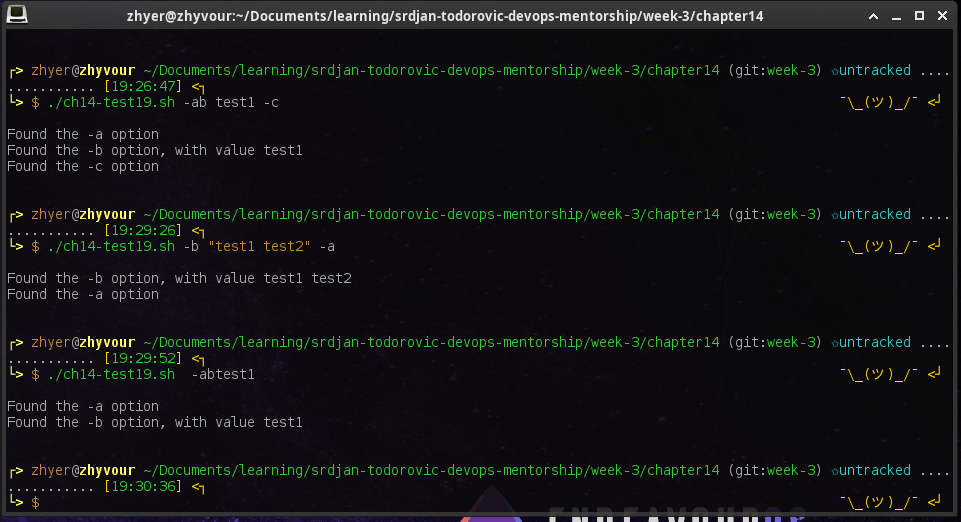 zhyer@zhyvour:~/Documents/learning/srdjan-todorovic-devops-mentorship/week-3/chapter14
┌> zhyer@zhyvour ~/Documents/learning/srdjan-todorovic-devops-mentorship/week-3/chapter14 (git:week-3) ✩untracked ....
........... [19:26:47] <┐
└> $ ./ch14-test19.sh -ab test1 -c ¯\_(ツ)_/¯ <┘
Found the -a option
Found the -b option, with value test1
Found the -c option
┌> zhyer@zhyvour ~/Documents/learning/srdjan-todorovic-devops-mentorship/week-3/chapter14 (git:week-3) ✩untracked ....
........... [19:29:26] <┐
└> $ ./ch14-test19.sh -b "test1 test2" -a ¯\_(ツ)_/¯ <┘
Found the -b option, with value test1 test2
Found the -a option
┌> zhyer@zhyvour ~/Documents/learning/srdjan-todorovic-devops-mentorship/week-3/chapter14 (git:week-3) ✩untracked ....
........... [19:29:52] <┐
└> $ ./ch14-test19.sh  -abtest1 ¯\_(ツ)_/¯ <┘
Found the -a option
Found the -b option, with value test1
┌> zhyer@zhyvour ~/Documents/learning/srdjan-todorovic-devops-mentorship/week-3/chapter14 (git:week-3) ✩untracked ....
........... [19:30:36] <┐
└> $ ¯\_(ツ)_/¯ <┘